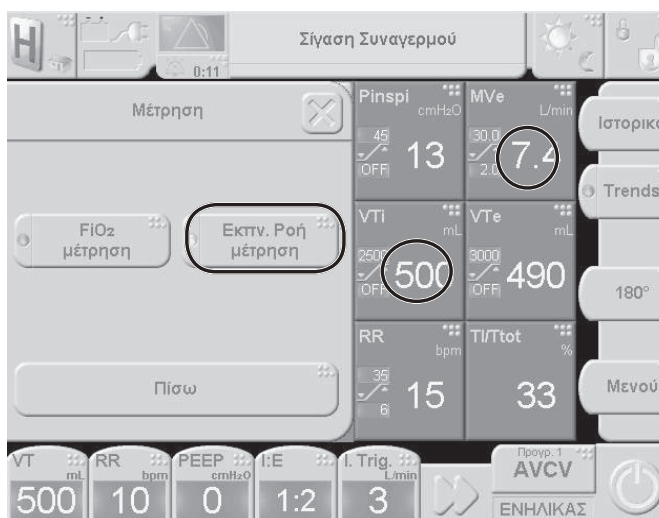 H
0:11
Σίγαση Συναγερμού
Μέτρηση
FiO₂
μέτρηση
Εκπν. Ροή
μέτρηση
Πίσω
Pinspi
cmH₂O
45
OFF
13
MVe
L/min
30.0
2.0
7.4
VTi
mL
2500
OFF
500
VTe
mL
3000
OFF
490
RR
bpm
35
6
15
TI/Ttot
%
33
Ιστορικό
Trends
180°
Μενού
VT
mL
500
RR
bpm
10
PEEP
cmH₂O
0
I:E
1:2
I. Trig.
L/min
3
Προγρ. 1
AVCV
ΕΝΗΛΙΚΑΣ